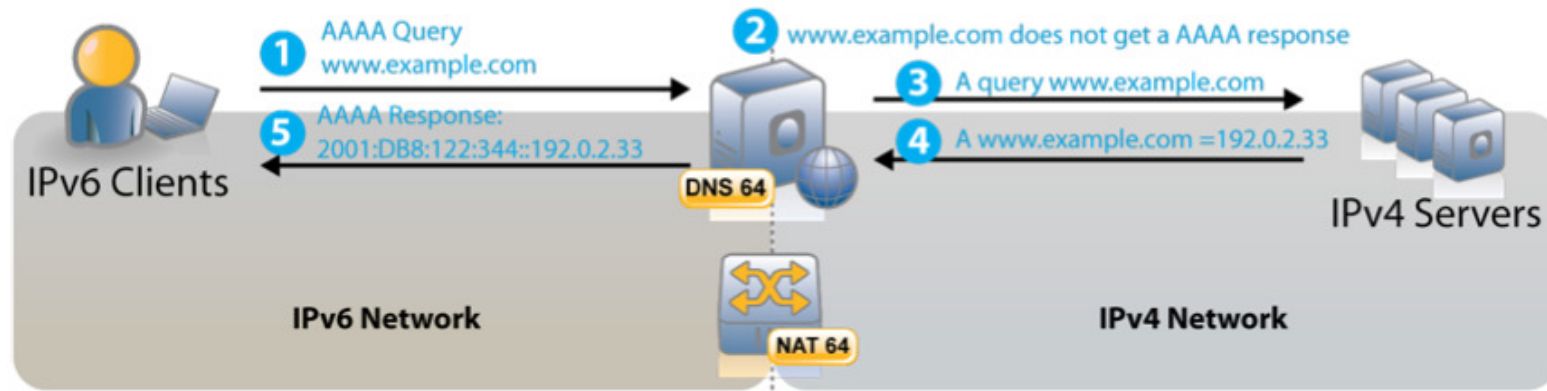 1 AAAA Query
www.example.com
2 www.example.com does not get a AAAA response
3 A query www.example.com
4 A www.example.com =192.0.2.33
5 AAAA Response:
2001:DB8:122:344::192.0.2.33
IPv6 Clients
DNS 64
IPv4 Servers
IPv6 Network
NAT 64
IPv4 Network